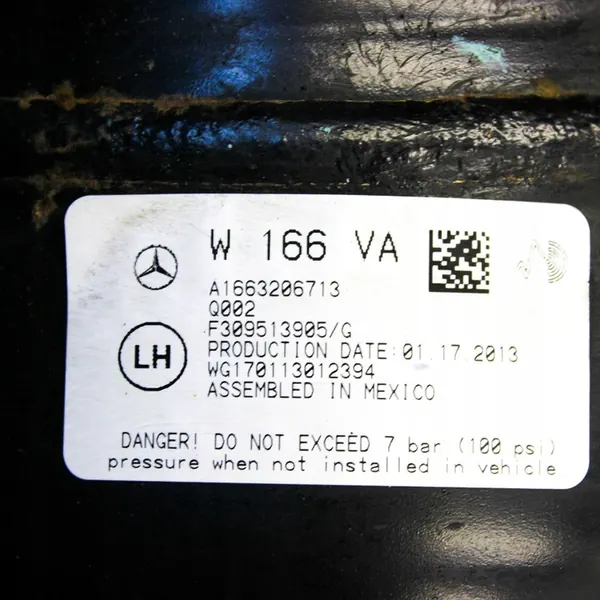 W 166 VA
A1663206713
Q002
F309513905/G
LH
PRODUCTION DATE: 01.17.2013
WG170113012394
ASSEMBLED IN MEXICO
DANGER! DO NOT EXCEED 7 bar (100 psi)
pressure when not installed in vehicle